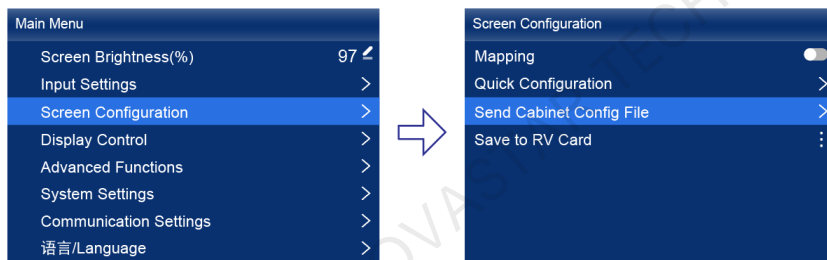 Main Menu
Screen Brightness(%) 97
Input Settings
Screen Configuration
Display Control
Advanced Functions
System Settings
Communication Settings
语言/Language
Screen Configuration
Mapping
Quick Configuration
Send Cabinet Config File
Save to RV Card